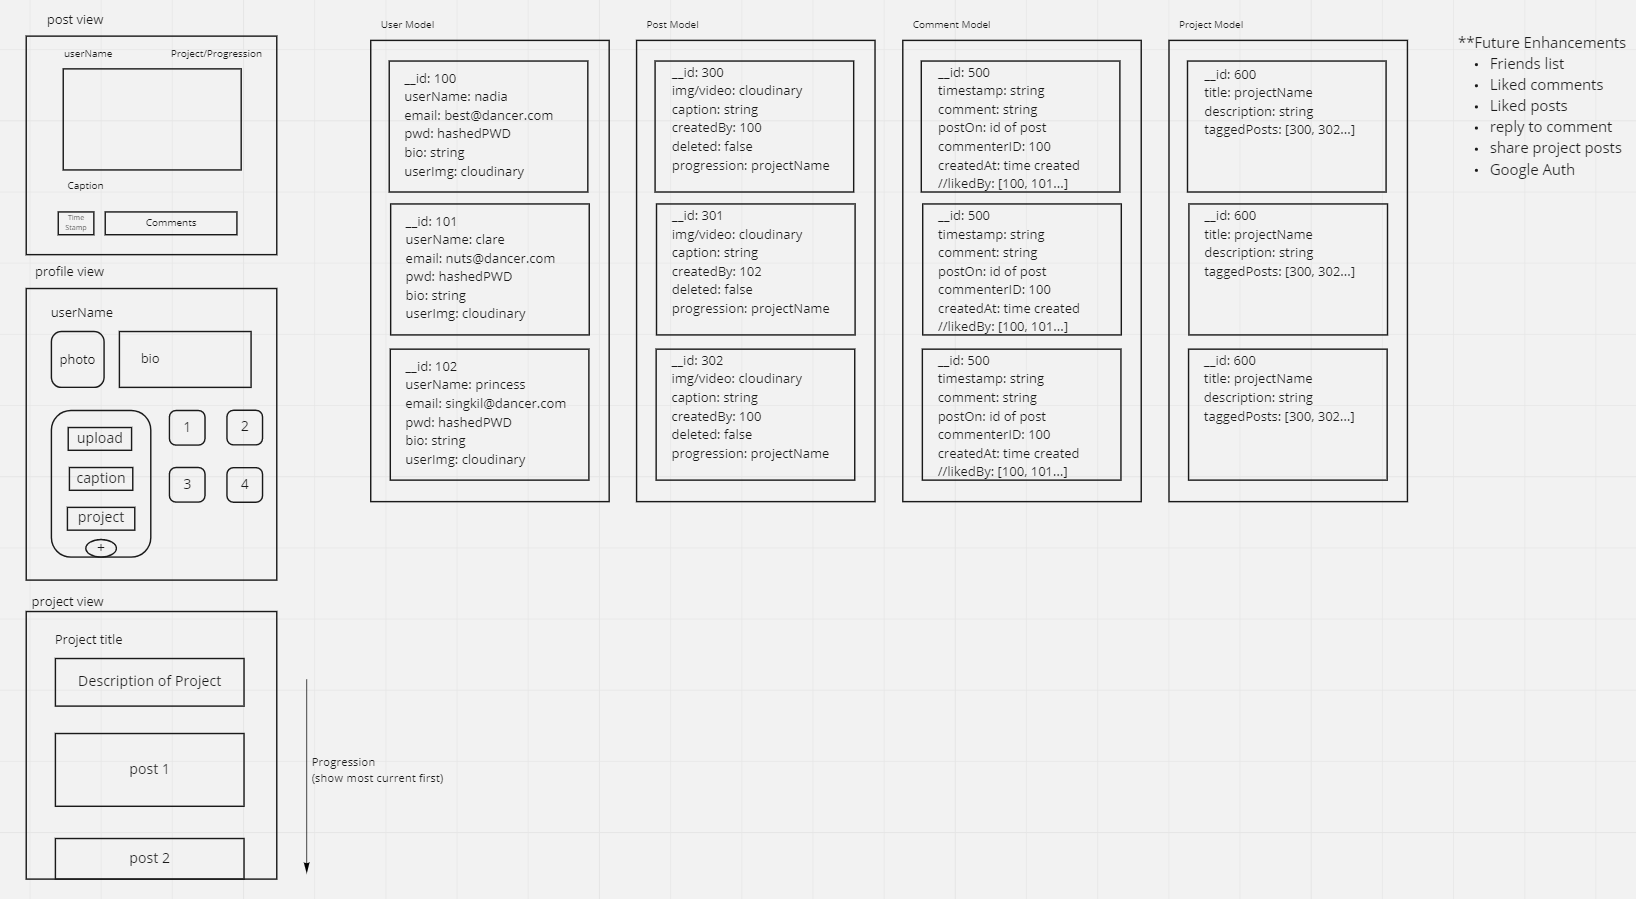 post view
userName
Project/Progression
Caption
Time
Stamp
Comments
profile view
userName
photo
bio
upload
caption
project
+
1
2
3
4
project view
Project title
Description of Project
post 1
post 2
Progression
(show most current first)
User Model
__id: 100
userName: nadia
email: best@dancer.com
pwd: hashedPWD
bio: string
userImg: cloudinary
__id: 101
userName: clare
email: nuts@dancer.com
pwd: hashedPWD
bio: string
userImg: cloudinary
__id: 102
userName: princess
email: singkil@dancer.com
pwd: hashedPWD
bio: string
userImg: cloudinary
Post Model
__id: 300
img/video: cloudinary
caption: string
createdBy: 100
deleted: false
progression: projectName
__id: 301
img/video: cloudinary
caption: string
createdBy: 102
deleted: false
progression: projectName
__id: 302
img/video: cloudinary
caption: string
createdBy: 100
deleted: false
progression: projectName
Comment Model
__id: 500
timestamp: string
comment: string
postOn: id of post
commenterID: 100
createdAt: time created
//likedBy: [100, 101...]
__id: 500
timestamp: string
comment: string
postOn: id of post
commenterID: 100
createdAt: time created
//likedBy: [100, 101...]
__id: 500
timestamp: string
comment: string
postOn: id of post
commenterID: 100
createdAt: time created
//likedBy: [100, 101...]
Project Model
__id: 600
title: projectName
description: string
taggedPosts: [300, 302...]
__id: 600
title: projectName
description: string
taggedPosts: [300, 302...]
__id: 600
title: projectName
description: string
taggedPosts: [300, 302...]
**Future Enhancements
• Friends list
• Liked comments
• Liked posts
• reply to comment
• share project posts
• Google Auth